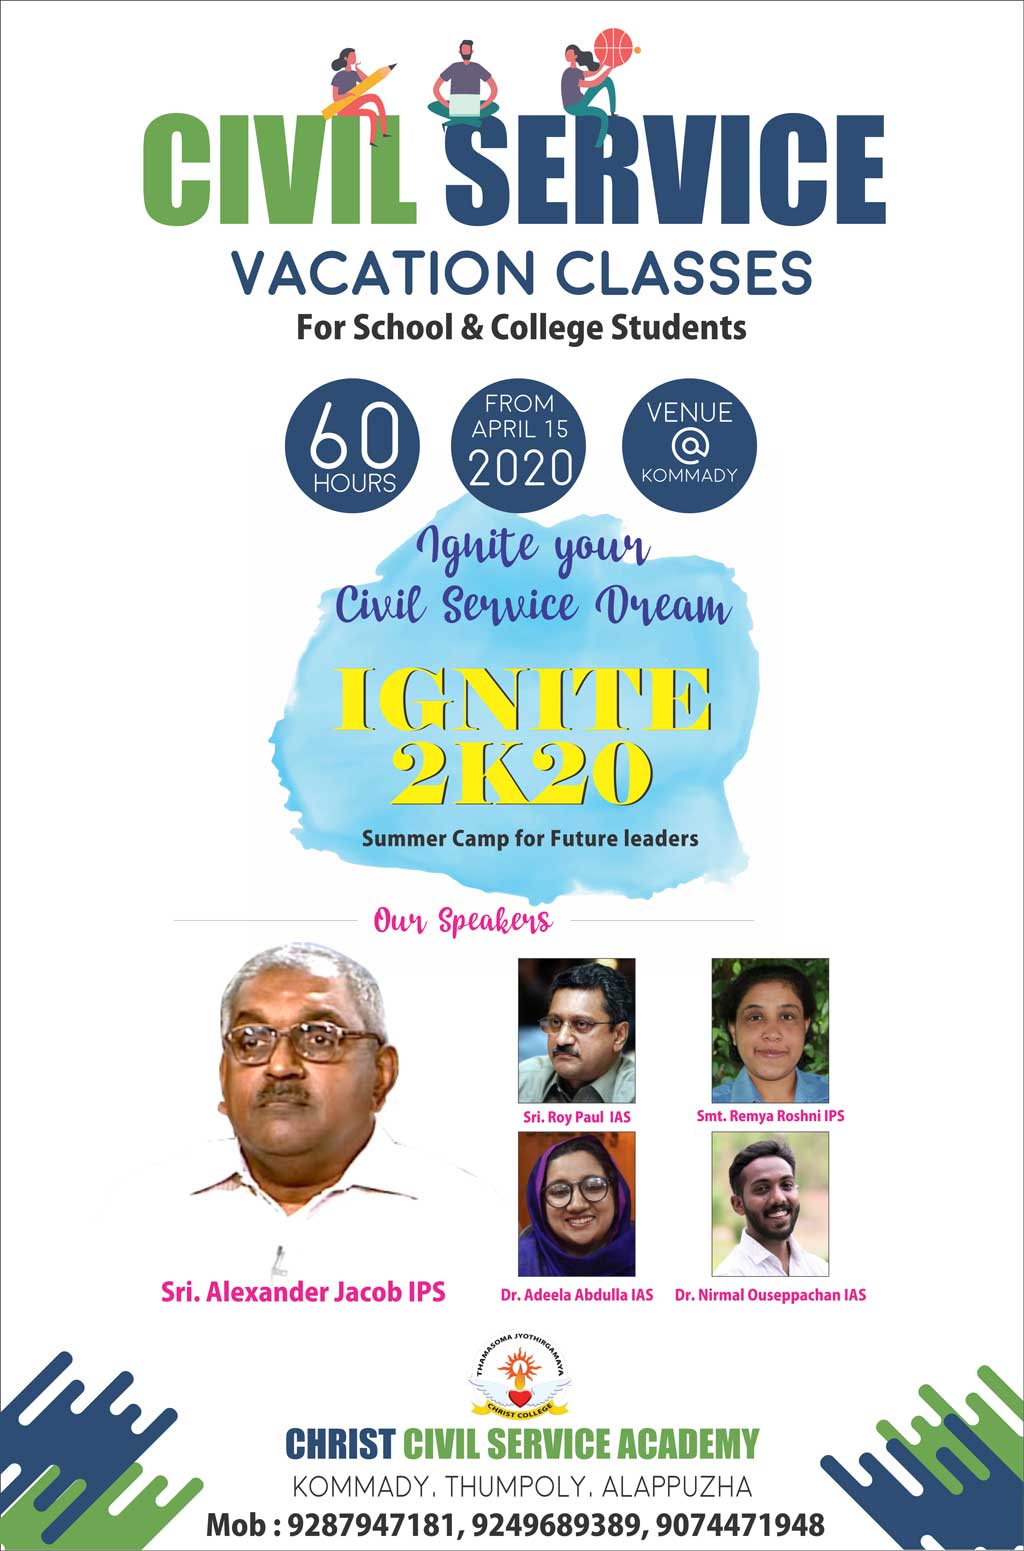 CIVIL SERVICE
VACATION CLASSES
For School & College Students
60
HOURS
FROM
APRIL 15
2020
VENUE
@
KOMMADY
Ignite your
Civil Service Dream
IGNITE
2K20
Summer Camp for Future leaders
Our Speakers
Sri. Alexander Jacob IPS
Sri. Roy Paul IAS
Smt. Remya Roshni IPS
Dr. Adeela Abdulla IAS
Dr. Nirmal Ouseppachan IAS
THAMASOMA JYOTHIRGAMAYA
CHRIST COLLEGE
CHRIST CIVIL SERVICE ACADEMY
KOMMADY, THUMPOLY, ALAPPUZHA
Mob : 9287947181, 9249689389, 9074471948